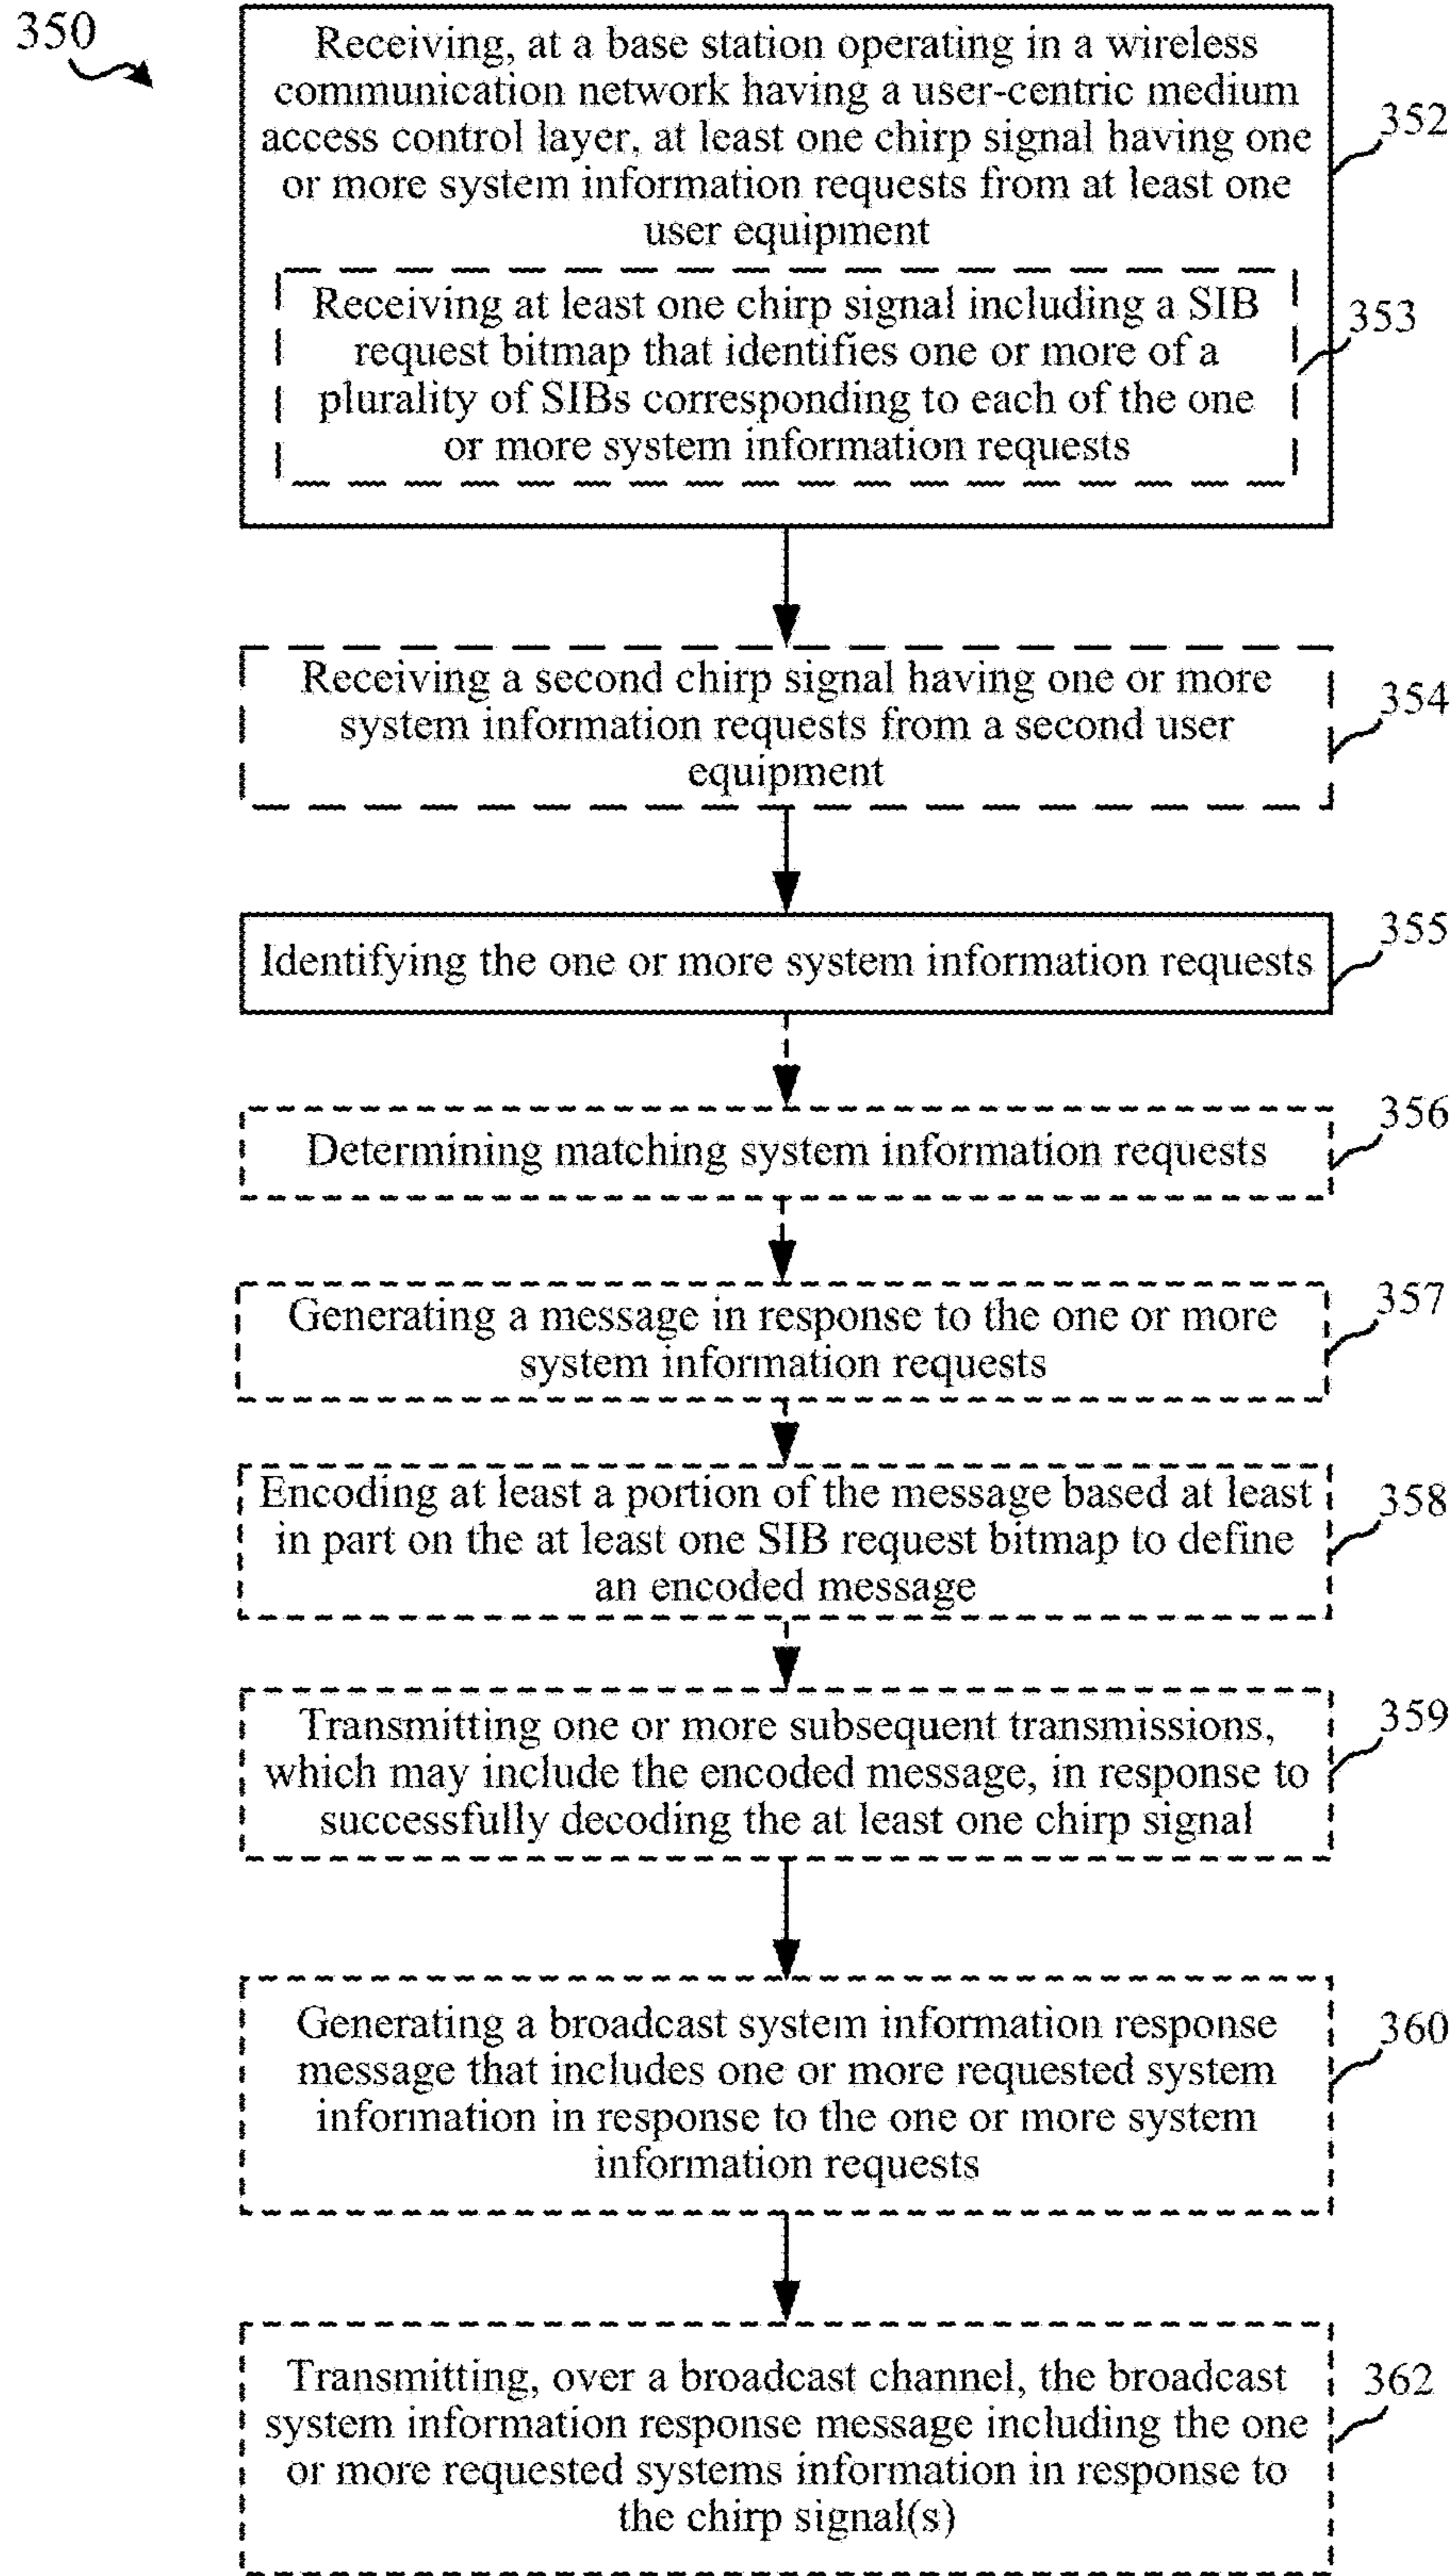 350
Receiving, at a base station operating in a wireless
communication network having a user-centric medium
access control layer, at least one chirp signal having one
or more system information requests from at least one
user equipment
352
Receiving at least one chirp signal including a SIB
request bitmap that identifies one or more of a
plurality of SIBs corresponding to each of the one
or more system information requests
353
Receiving a second chirp signal having one or more
system information requests from a second user
equipment
354
Identifying the one or more system information requests
355
Determining matching system information requests
356
Generating a message in response to the one or more
system information requests
357
Encoding at least a portion of the message based at least
in part on the at least one SIB request bitmap to define
an encoded message
358
Transmitting one or more subsequent transmissions,
which may include the encoded message, in response to
successfully decoding the at least one chirp signal
359
Generating a broadcast system information response
message that includes one or more requested system
information in response to the one or more system
information requests
360
Transmitting, over a broadcast channel, the broadcast
system information response message including the one
or more requested systems information in response to
the chirp signal(s)
362